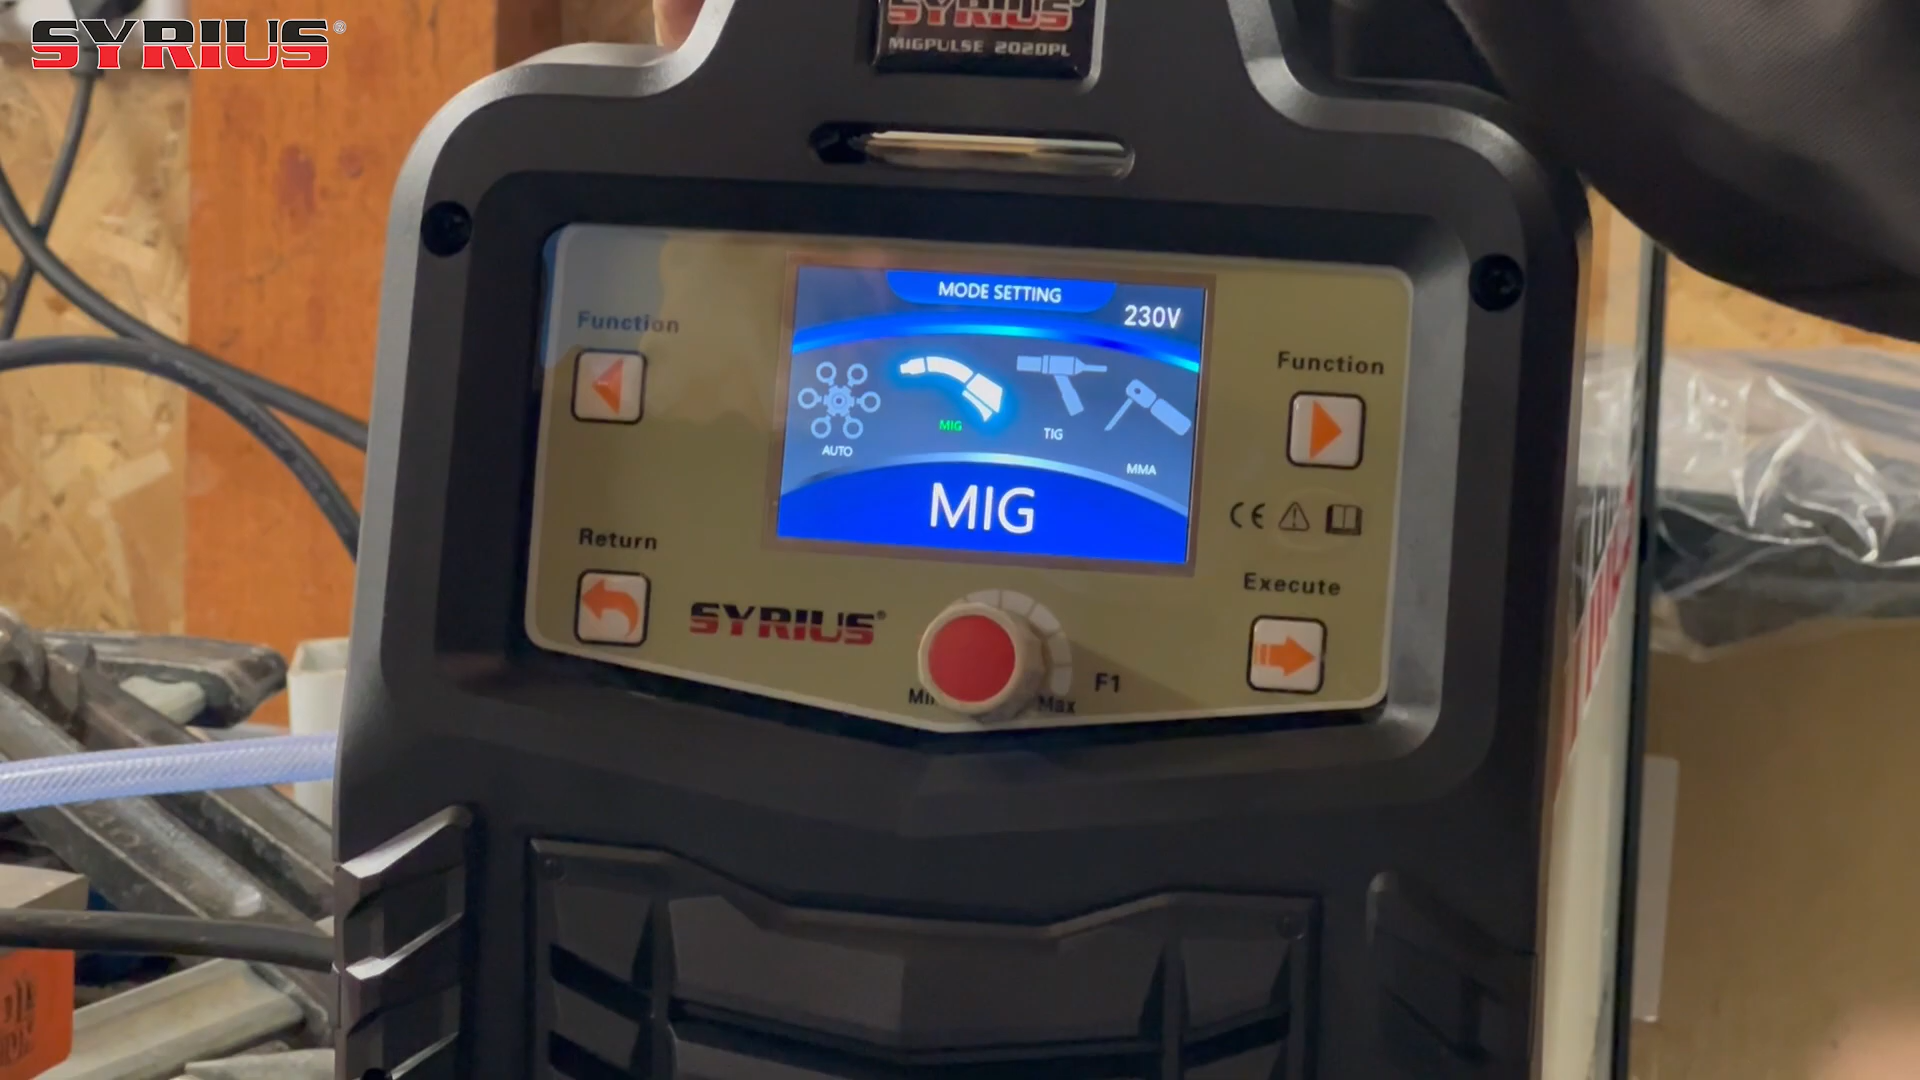 SYRIUS®
SYRIUS
MIGPULSE 2020PL
MODE SETTING
230V
Function
Function
AUTO
MIG
TIG
MMA
MIG
CE
Return
Execute
SYRIUS®
Max
F1